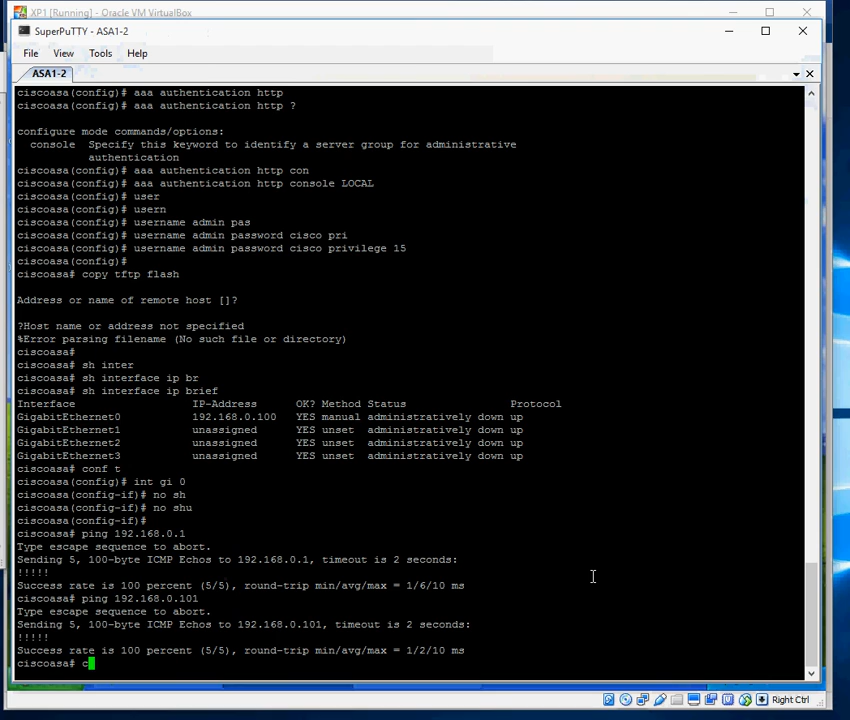 XP1 [Running] - Oracle VM VirtualBox
SuperPuTTY - ASA1-2
File View Tools Help
ASA1-2
ciscoasa(config)# aaa authentication http
ciscoasa(config)# aaa authentication http ?
configure mode commands/options:
console Specify this keyword to identify a server group for administrative
authentication
ciscoasa(config)# aaa authentication http con
ciscoasa(config)# aaa authentication http console LOCAL
ciscoasa(config)# user
ciscoasa(config)# usern
ciscoasa(config)# username admin pas
ciscoasa(config)# username admin password cisco pri
ciscoasa(config)# username admin password cisco privilege 15
ciscoasa(config)#
ciscoasa# copy tftp flash
Address or name of remote host []?
?Host name or address not specified
%Error parsing filename (No such file or directory)
ciscoasa#
ciscoasa# sh inter
ciscoasa# sh interface ip br
ciscoasa# sh interface ip brief
Interface IP-Address OK? Method Status Protocol
GigabitEthernet0 192.168.0.100 YES manual administratively down up
GigabitEthernet1 unassigned YES unset administratively down up
GigabitEthernet2 unassigned YES unset administratively down up
GigabitEthernet3 unassigned YES unset administratively down up
ciscoasa# conf t
ciscoasa(config)# int gi 0
ciscoasa(config-if)# no sh
ciscoasa(config-if)# no shu
ciscoasa(config-if)#
ciscoasa# ping 192.168.0.1
Type escape sequence to abort.
Sending 5, 100-byte ICMP Echos to 192.168.0.1, timeout is 2 seconds:
!!!!!
Success rate is 100 percent (5/5), round-trip min/avg/max = 1/6/10 ms
ciscoasa# ping 192.168.0.101
Type escape sequence to abort.
Sending 5, 100-byte ICMP Echos to 192.168.0.101, timeout is 2 seconds:
!!!!!
Success rate is 100 percent (5/5), round-trip min/avg/max = 1/2/10 ms
ciscoasa# c
Right Ctrl